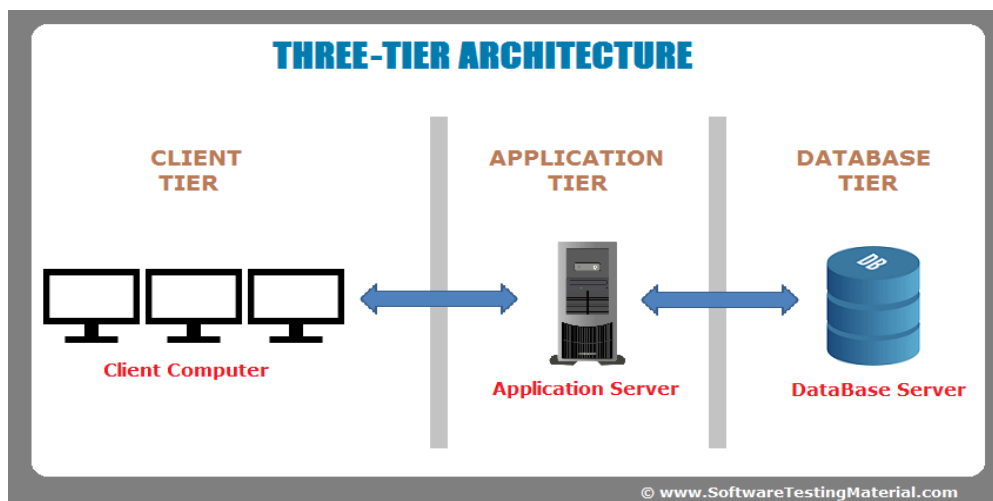 THREE-TIER ARCHITECTURE
CLIENT
TIER
APPLICATION
TIER
DATABASE
TIER
DB
Client Computer
Application Server
DataBase Server
© www.SoftwareTestingMaterial.com